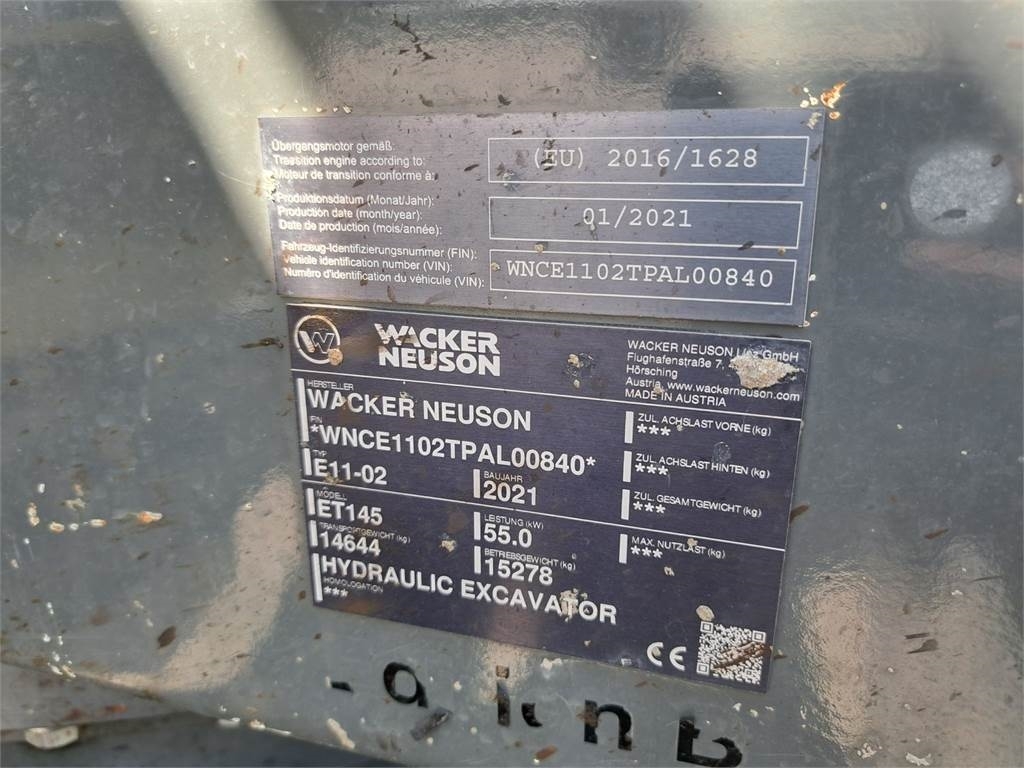 Übergangsmotor gemäß:
Transition engine according to:
Moteur de transition conforme à:
(EU) 2016/1628
Produktionsdatum (Monat/Jahr):
Production date (month/year):
Date de production (mois/année):
01/2021
Fahrzeug-Identifizierungsnummer (FIN):
Vehicle identification number (VIN):
Numéro d'identification du véhicule (VIN):
WNCE1102TPAL00840
W
WACKER
NEUSON
WACKER NEUSON GmbH
Flughafenstraße 7,
Hörsching
Austria, www.wackerneuson.com
MADE IN AUSTRIA
HERSTELLER
WACKER NEUSON
FIN
*WNCE1102TPAL00840*
TYP
E11-02
BAUJAHR
2021
MODELL
ET145
LEISTUNG (kW)
55.0
TRANSPORTGEWICHT (kg)
14644
BETRIEBSGEWICHT (kg)
15278
HYDRAULIC EXCAVATOR
HOMOLOGATION
***
ZUL. ACHSLAST VORNE (kg)
***
ZUL. ACHSLAST HINTEN (kg)
***
ZUL. GESAMTGEWICHT (kg)
***
MAX. NUTZLAST (kg)
***
CE